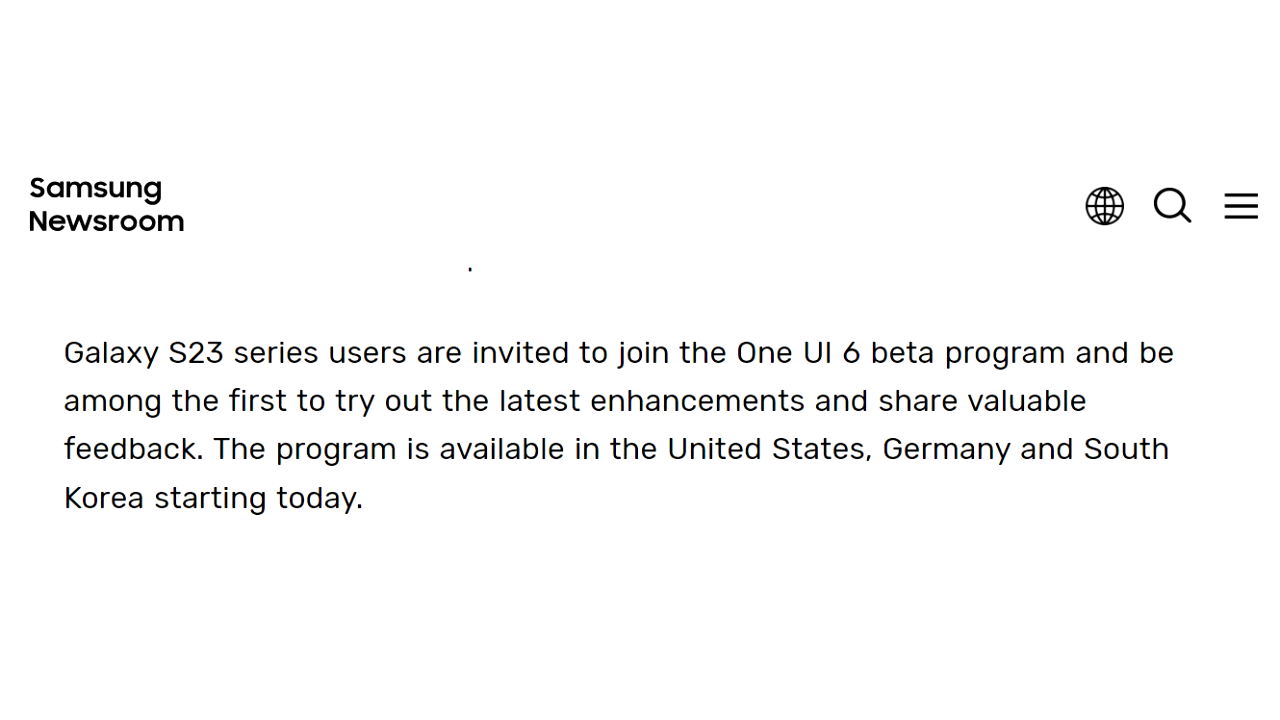 Samsung
Newsroom
Galaxy S23 series users are invited to join the One UI 6 beta program and be
among the first to try out the latest enhancements and share valuable
feedback. The program is available in the United States, Germany and South
Korea starting today.